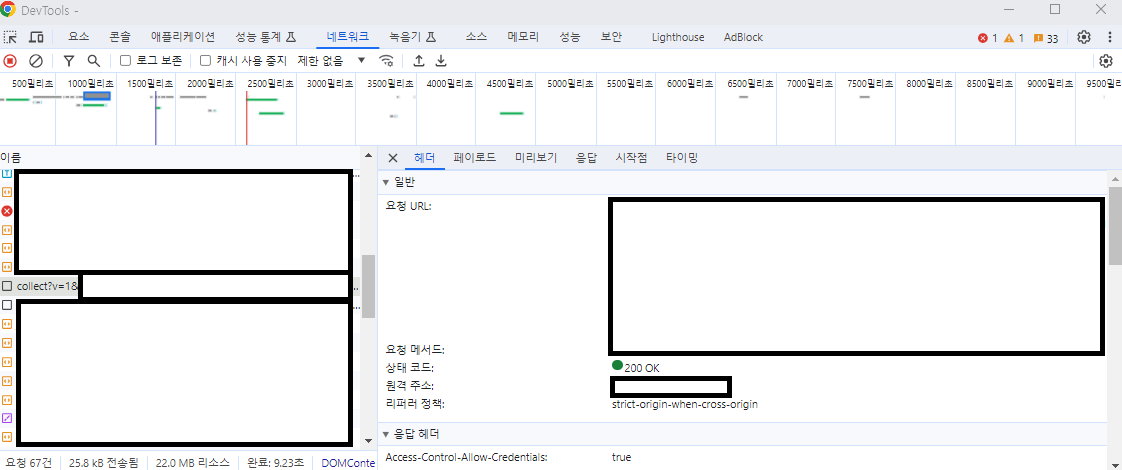 DevTools -
요소 콘솔 애플리케이션 성능 통계 네트워크 녹음기 소스 메모리 성능 보안 Lighthouse AdBlock 1 1 33
로그 보존 캐시 사용 중지 제한 없음
500밀리초 1000밀리초 1500밀리초 2000밀리초 2500밀리초 3000밀리초 3500밀리초 4000밀리초 4500밀리초 5000밀리초 5500밀리초 6000밀리초 6500밀리초 7000밀리초 7500밀리초 8000밀리초 8500밀리초 9000밀리초 9500밀리
이름
헤더 페이로드 미리보기 응답 시작점 타이밍
일반
요청 URL:
collect?v=1&
요청 메서드:
상태 코드: 200 OK
원격 주소:
리퍼러 정책: strict-origin-when-cross-origin
응답 헤더
Access-Control-Allow-Credentials: true
요청 67건 25.8 kB 전송됨 22.0 MB 리소스 완료: 9.23초 DOMConte